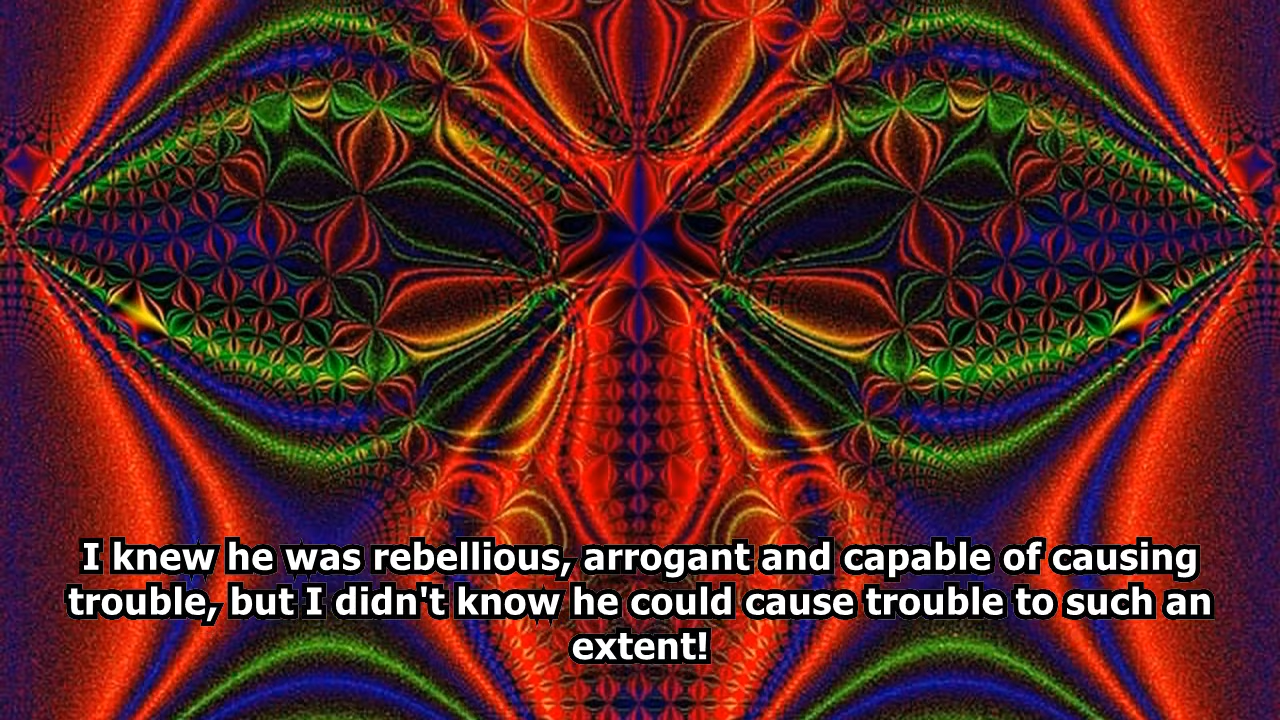 I knew he was rebellious, arrogant and capable of causing
trouble, but I didn't know he could cause trouble to such an
extent!